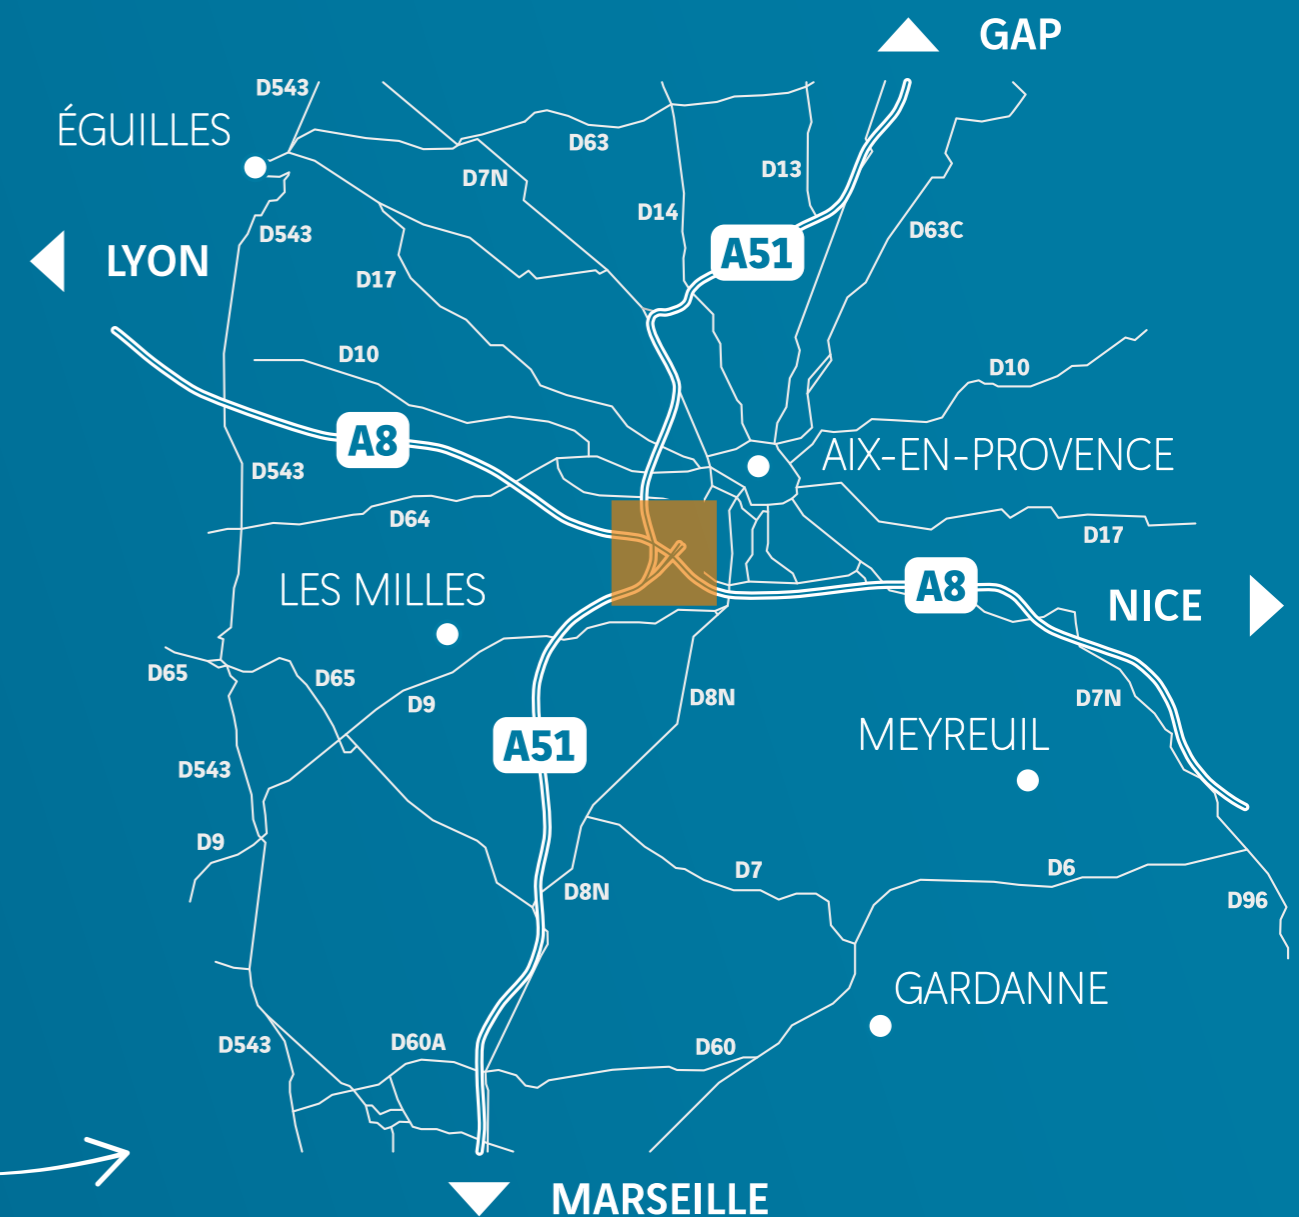 GAP
D543
ÉGUILLES
D63
D7N
D13
D14
D543
D63C
A51
LYON
D17
D10
D10
A8
AIX-EN-PROVENCE
D543
D64
D17
LES MILLES
A8
NICE
D65
D65
D9
D8N
D7N
MEYREUIL
A51
D543
D9
D7
D6
D8N
D96
GARDANNE
D543
D60A
D60
MARSEILLE